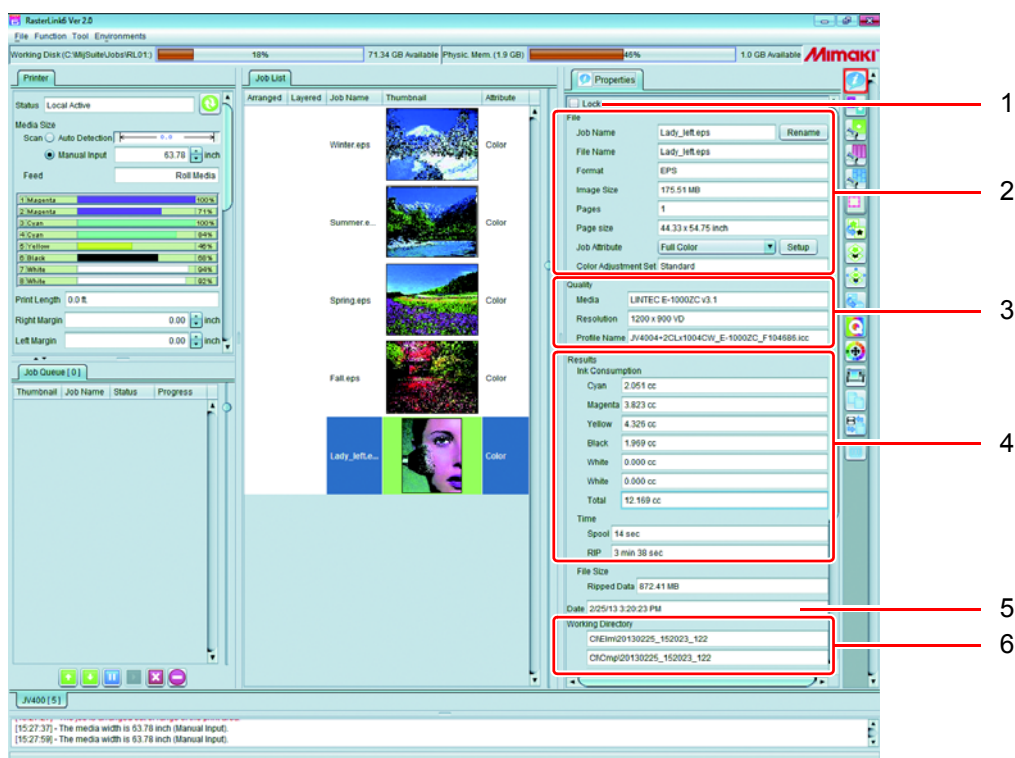 RasterLink6 Ver 2.0
File Function Tool Environments
Working Disk (C:\MijSuite\Jobs\RL01:) 18% 71.34 GB Available Physic. Mem. (1.9 GB) 46% 1.0 GB Available Mimaki
Printer
Status Local Active
Media Size
Scan Auto Detection 0.0
Manual Input 63.78 inch
Feed Roll Media
1 Magenta 100%
2 Magenta 71%
3 Cyan 100%
4 Cyan 84%
5 Yellow 46%
6 Black 68%
7 White 94%
8 White 92%
Print Length 0.0 ft.
Right Margin 0.00 inch
Left Margin 0.00 inch
Job Queue [ 0 ]
Thumbnail Job Name Status Progress
Job List
Arranged Layered Job Name Thumbnail Attribute
Winter.eps Color
Summer.e... Color
Spring.eps Color
Fall.eps Color
Lady_left.e... Color
Properties
Lock
File
Job Name Lady_left.eps Rename
File Name Lady_left.eps
Format EPS
Image Size 175.51 MB
Pages 1
Page size 44.33 x 54.75 inch
Job Attribute Full Color Setup
Color Adjustment Set Standard
Quality
Media LINTEC E-1000ZC v3.1
Resolution 1200 x 900 VD
Profile Name JV4004+2CLx1004CW_E-1000ZC_F104686.icc
Results
Ink Consumption
Cyan 2.051 cc
Magenta 3.823 cc
Yellow 4.326 cc
Black 1.969 cc
White 0.000 cc
White 0.000 cc
Total 12.169 cc
Time
Spool 14 sec
RIP 3 min 38 sec
File Size
Ripped Data 872.41 MB
Date 2/25/13 3:20:23 PM
Working Directory
CI\Elm\20130225_152023_122
CI\Cmp\20130225_152023_122
1
2
3
4
5
6
JV400 [ 5 ]
[15:27:37] - The media width is 63.78 inch (Manual Input).
[15:27:59] - The media width is 63.78 inch (Manual Input).